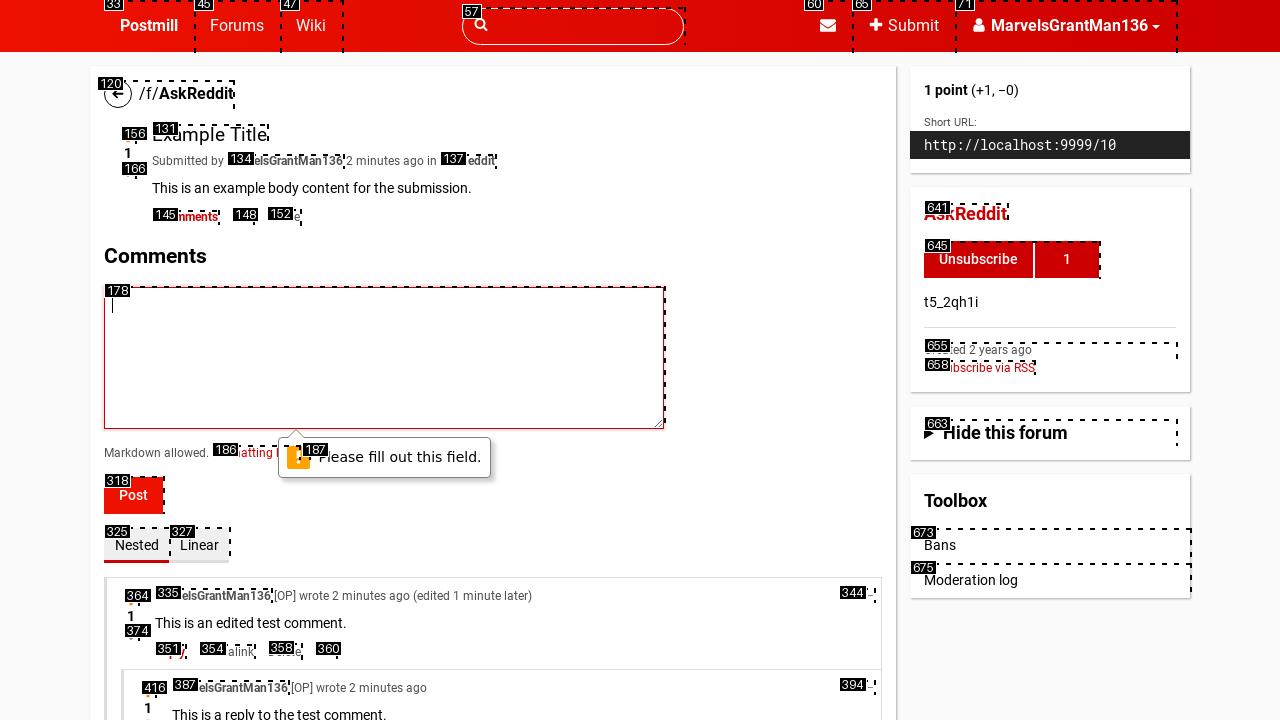 33 45 47 57 60 65 71
Postmill Forums Wiki Submit MarvelsGrantMan136
120
/f/AskReddit
131
156 Example Title
1
Submitted by 134 elsGrantMan136 2 minutes ago in 137 eddit
166
This is an example body content for the submission.
145 nments 148 152 e
Comments
178
Markdown allowed. 186 atting 187
Please fill out this field.
318
Post
325 327
Nested Linear
364 335 elsGrantMan136 [OP] wrote 2 minutes ago (edited 1 minute later) 344
1
This is an edited test comment.
374
351 354 alink 358 360
416 387 elsGrantMan136 [OP] wrote 2 minutes ago 394
1
This is a reply to the test comment.
1 point (+1, −0)
Short URL:
http://localhost:9999/10
641
AskReddit
645
Unsubscribe 1
t5_2qh1i
655 ted 2 years ago
658 bscribe via RSS
663
Hide this forum
Toolbox
673
Bans
675
Moderation log